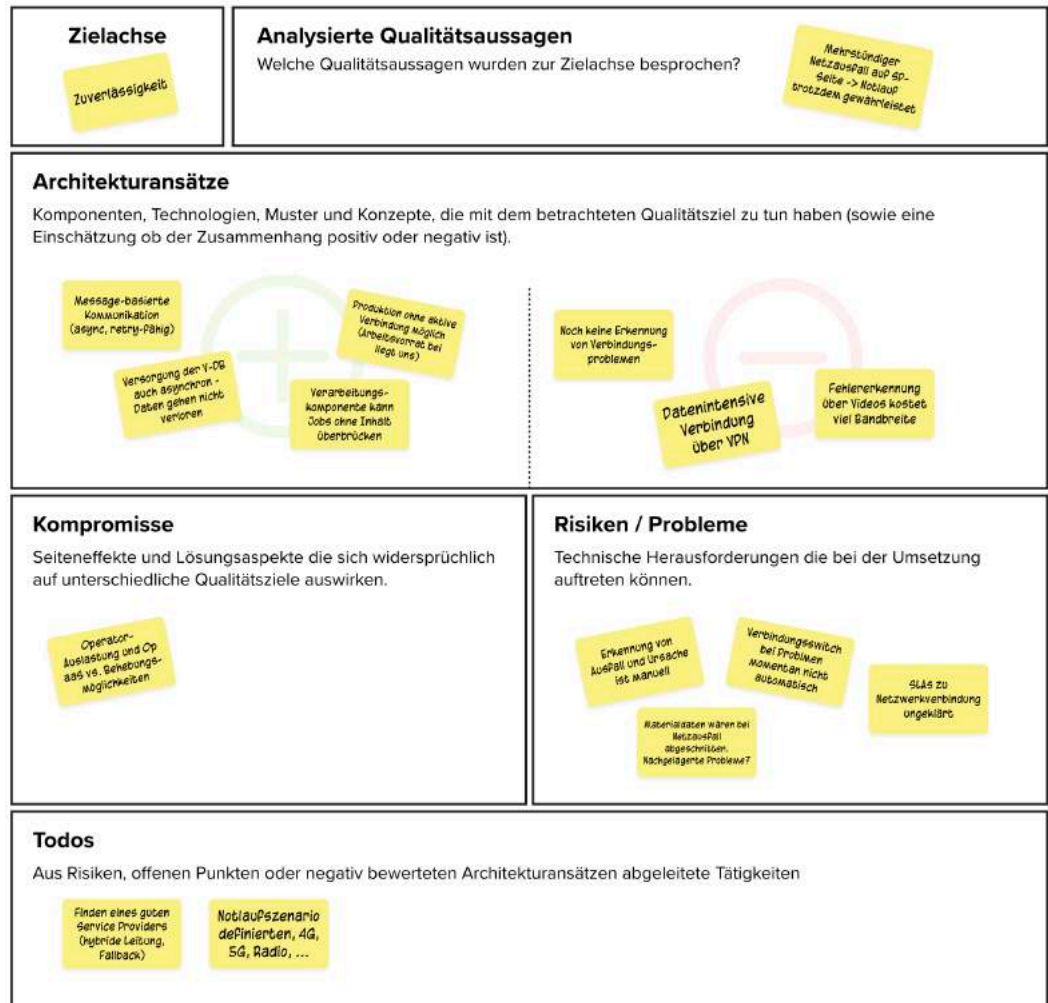 Zielachse
Zuverlässigkeit
Analysierte Qualitätsaussagen
Welche Qualitätsaussagen wurden zur Zielachse besprochen?
Mehrstündiger
Netzausfall auf SP-
Seite -> Notlauf
trotzdem gewährleistet
Architekturansätze
Komponenten, Technologien, Muster und Konzepte, die mit dem betrachteten Qualitätsziel zu tun haben (sowie eine
Einschätzung ob der Zusammenhang positiv oder negativ ist).
Message-basierte
Kommunikation
(async, retry-fähig)
Versorgung der V-DB
auch asynchron -
Daten gehen nicht
verloren
Produktion ohne aktive
Verbindung möglich
(Arbeitsvorrat bei
liegt uns)
Verarbeitungs-
komponente kann
Jobs ohne Inhalt
überbrücken
Noch keine Erkennung
von Verbindungs-
problemen
Datenintensive
Verbindung
über VPN
Fehlererkennung
über Videos kostet
viel Bandbreite
Kompromisse
Seiteneffekte und Lösungsaspekte die sich widersprüchlich
auf unterschiedliche Qualitätsziele auswirken.
Operator-
Auslastung und Op
aaS vs. Behebungs-
möglichkeiten
Risiken / Probleme
Technische Herausforderungen die bei der Umsetzung
auftreten können.
Erkennung von
Ausfall und Ursache
ist manuell
Verbindungsswitch
bei Problmen
momentan nicht
automatisch
SLAs zu
Netzwerkverbindung
ungeklärt
Materialdaten wären bei
Netzausfall
abgeschnitten.
Nachgelagerte Probleme?
Todos
Aus Risiken, offenen Punkten oder negativ bewerteten Architekturansätzen abgeleitete Tätigkeiten
Finden eines guten
Service Providers
(hybride Leitung,
Fallback)
Notlaufszenario
definierten, 4G,
5G, Radio, ...